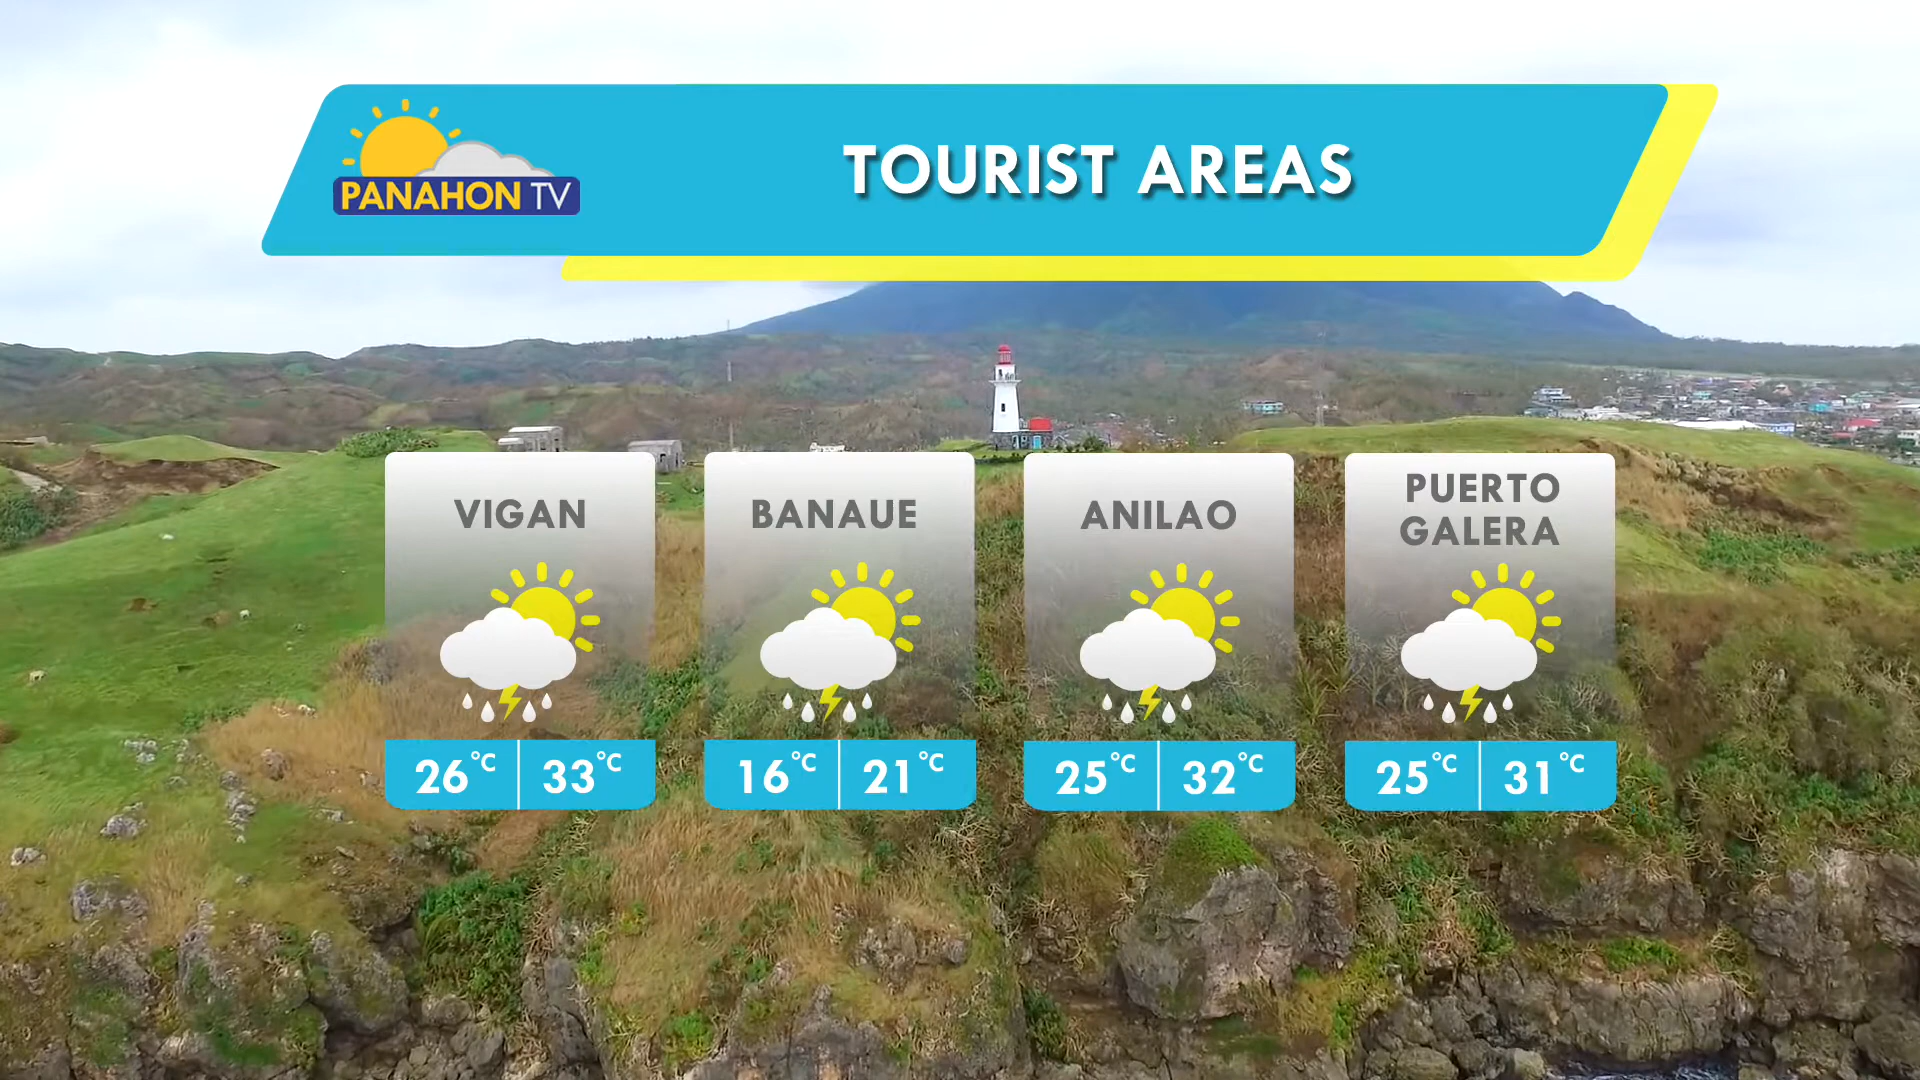 PANAHON TV
TOURIST AREAS
VIGAN
26°C 33°C
BANAUE
16°C 21°C
ANILAO
25°C 32°C
PUERTO
GALERA
25°C 31°C